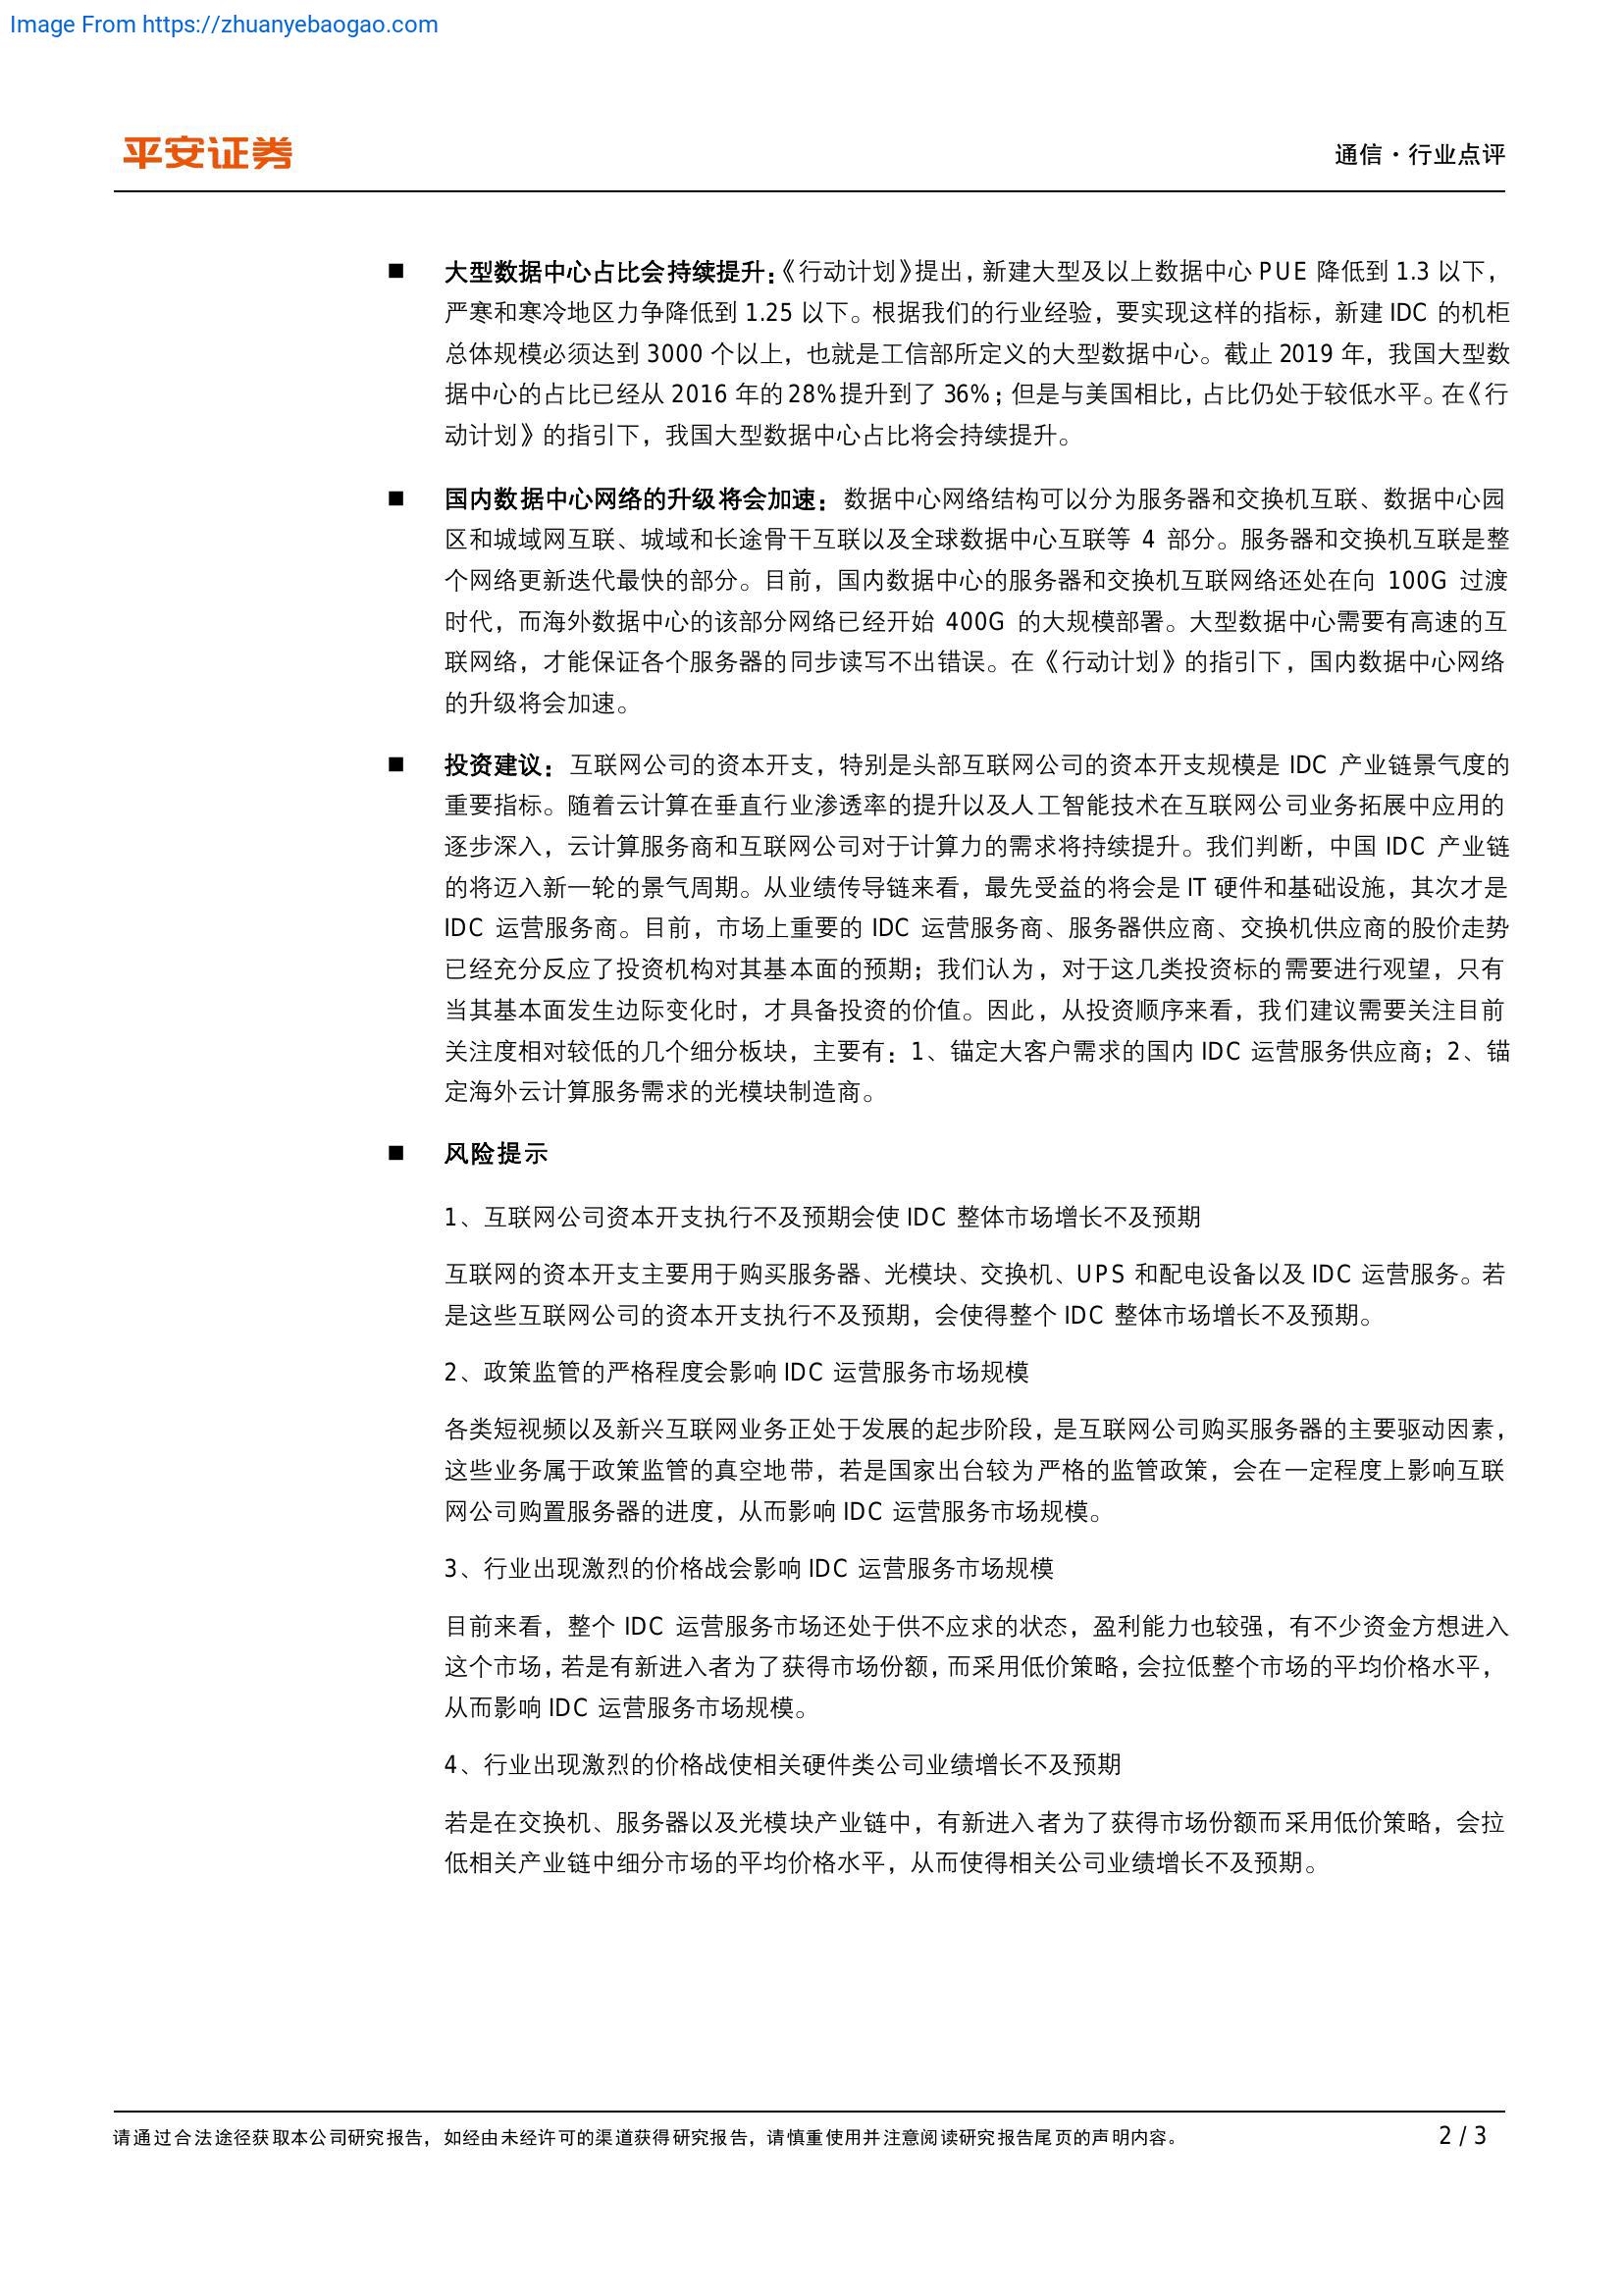 Image From https://zhuanyebaogao.com
平安证券
通信·行业点评
■ 大型数据中心占比会持续提升：《行动计划》提出，新建大型及以上数据中心 PUE 降低到 1.3 以下，
严寒和寒冷地区力争降低到 1.25 以下。根据我们的行业经验，要实现这样的指标，新建 IDC 的机柜
总体规模必须达到 3000 个以上，也就是工信部所定义的大型数据中心。截止 2019 年，我国大型数
据中心的占比已经从 2016 年的 28%提升到了 36%；但是与美国相比，占比仍处于较低水平。在《行
动计划》的指引下，我国大型数据中心占比将会持续提升。
■ 国内数据中心网络的升级将会加速：数据中心网络结构可以分为服务器和交换机互联、数据中心园
区和城域网互联、城域和长途骨干互联以及全球数据中心互联等 4 部分。服务器和交换机互联是整
个网络更新迭代最快的部分。目前，国内数据中心的服务器和交换机互联网络还处在向 100G 过渡
时代，而海外数据中心的该部分网络已经开始 400G 的大规模部署。大型数据中心需要有高速的互
联网络，才能保证各个服务器的同步读写不出错误。在《行动计划》的指引下，国内数据中心网络
的升级将会加速。
■ 投资建议：互联网公司的资本开支，特别是头部互联网公司的资本开支规模是 IDC 产业链景气度的
重要指标。随着云计算在垂直行业渗透率的提升以及人工智能技术在互联网公司业务拓展中应用的
逐步深入，云计算服务商和互联网公司对于计算力的需求将持续提升。我们判断，中国 IDC 产业链
的将迈入新一轮的景气周期。从业绩传导链来看，最先受益的将会是 IT 硬件和基础设施，其次才是
IDC 运营服务商。目前，市场上重要的 IDC 运营服务商、服务器供应商、交换机供应商的股价走势
已经充分反应了投资机构对其基本面的预期；我们认为，对于这几类投资标的需要进行观望，只有
当其基本面发生边际变化时，才具备投资的价值。因此，从投资顺序来看，我们建议需要关注目前
关注度相对较低的几个细分板块，主要有：1、锚定大客户需求的国内 IDC 运营服务供应商；2、锚
定海外云计算服务需求的光模块制造商。
■ 风险提示
1、互联网公司资本开支执行不及预期会使 IDC 整体市场增长不及预期
互联网的资本开支主要用于购买服务器、光模块、交换机、UPS 和配电设备以及 IDC 运营服务。若
是这些互联网公司的资本开支执行不及预期，会使得整个 IDC 整体市场增长不及预期。
2、政策监管的严格程度会影响 IDC 运营服务市场规模
各类短视频以及新兴互联网业务正处于发展的起步阶段，是互联网公司购买服务器的主要驱动因素，
这些业务属于政策监管的真空地带，若是国家出台较为严格的监管政策，会在一定程度上影响互联
网公司购置服务器的进度，从而影响 IDC 运营服务市场规模。
3、行业出现激烈的价格战会影响 IDC 运营服务市场规模
目前来看，整个 IDC 运营服务市场还处于供不应求的状态，盈利能力也较强，有不少资金方想进入
这个市场，若是有新进入者为了获得市场份额，而采用低价策略，会拉低整个市场的平均价格水平，
从而影响 IDC 运营服务市场规模。
4、行业出现激烈的价格战使相关硬件类公司业绩增长不及预期
若是在交换机、服务器以及光模块产业链中，有新进入者为了获得市场份额而采用低价策略，会拉
低相关产业链中细分市场的平均价格水平，从而使得相关公司业绩增长不及预期。
请通过合法途径获取本公司研究报告，如经由未经许可的渠道获得研究报告，请慎重使用并注意阅读研究报告尾页的声明内容。
2 / 3